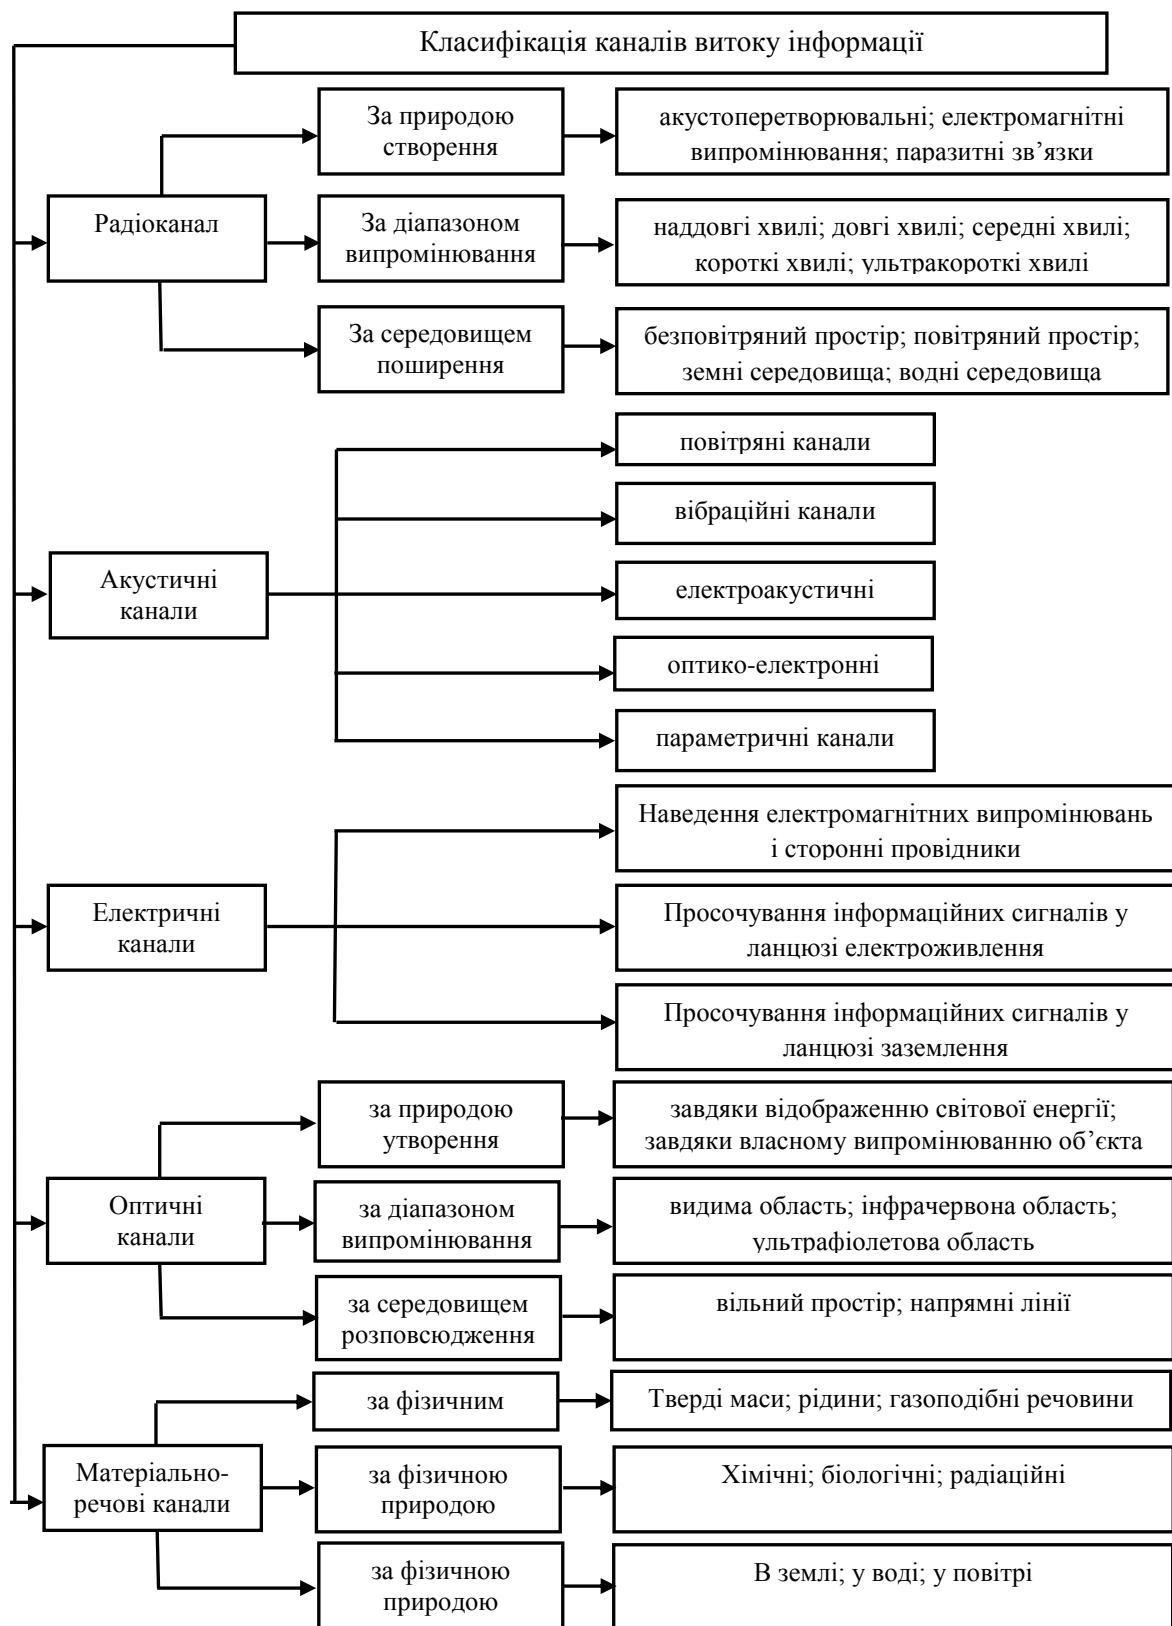 Класифікація каналів витоку інформації
За природою
створення
акустоперетворювальні; електромагнітні
випромінювання; паразитні зв’язки
Радіоканал
За діапазоном
випромінювання
наддовгі хвилі; довгі хвилі; середні хвилі;
короткі хвилі; ультракороткі хвилі
За середовищем
поширення
безповітряний простір; повітряний простір;
земні середовища; водні середовища
Акустичні
канали
повітряні канали
вібраційні канали
електроакустичні
оптико-електронні
параметричні канали
Електричні
канали
Наведення електромагнітних випромінювань
і сторонні провідники
Просочування інформаційних сигналів у
ланцюзі електроживлення
Просочування інформаційних сигналів у
ланцюзі заземлення
Оптичні
канали
за природою
утворення
завдяки відображенню світової енергії;
завдяки власному випромінюванню об’єкта
за діапазоном
випромінювання
видима область; інфрачервона область;
ультрафіолетова область
за середовищем
розповсюдження
вільний простір; напрямні лінії
Матеріально-
речові канали
за фізичним
Тверді маси; рідини; газоподібні речовини
за фізичною
природою
Хімічні; біологічні; радіаційні
за фізичною
природою
В землі; у воді; у повітрі